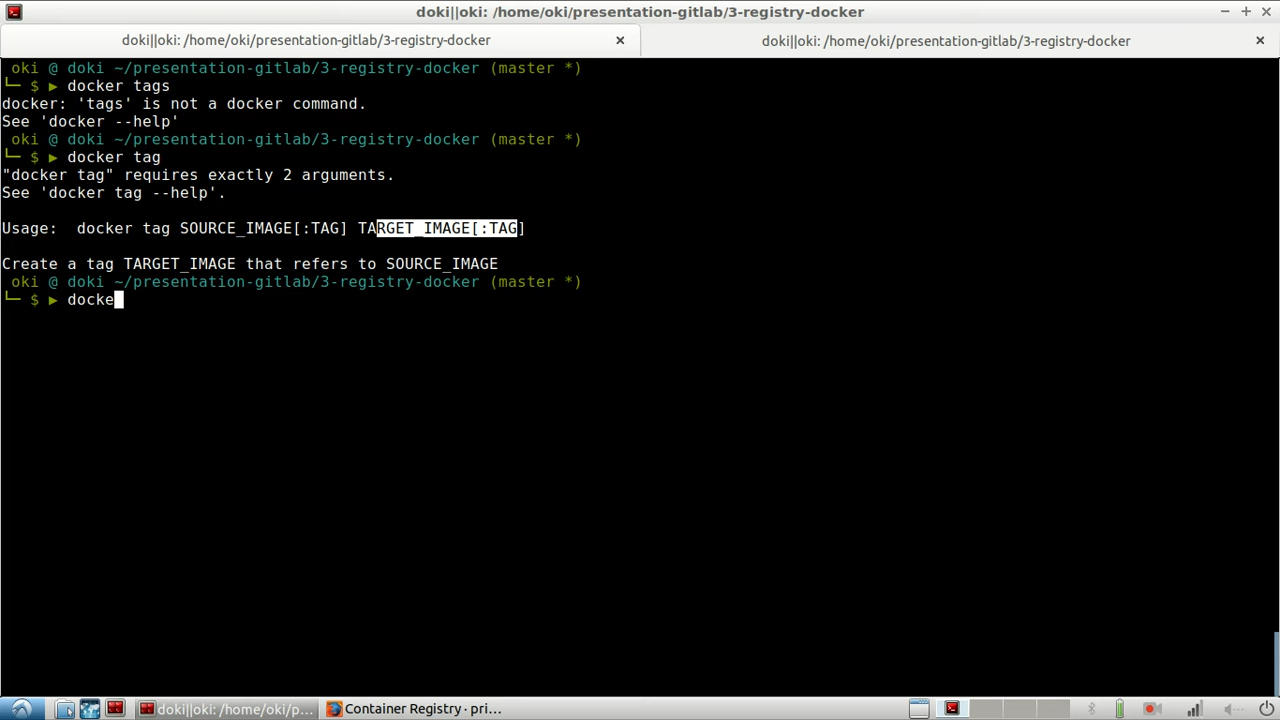 doki||oki: /home/oki/presentation-gitlab/3-registry-docker
doki||oki: /home/oki/presentation-gitlab/3-registry-docker
doki||oki: /home/oki/presentation-gitlab/3-registry-docker
oki @ doki ~/presentation-gitlab/3-registry-docker (master *)
└─ $ ▶ docker tags
docker: 'tags' is not a docker command.
See 'docker --help'
oki @ doki ~/presentation-gitlab/3-registry-docker (master *)
└─ $ ▶ docker tag
"docker tag" requires exactly 2 arguments.
See 'docker tag --help'.
Usage:  docker tag SOURCE_IMAGE[:TAG] TARGET_IMAGE[:TAG]
Create a tag TARGET_IMAGE that refers to SOURCE_IMAGE
oki @ doki ~/presentation-gitlab/3-registry-docker (master *)
└─ $ ▶ docke
doki||oki: /home/oki/p...
Container Registry · pri...